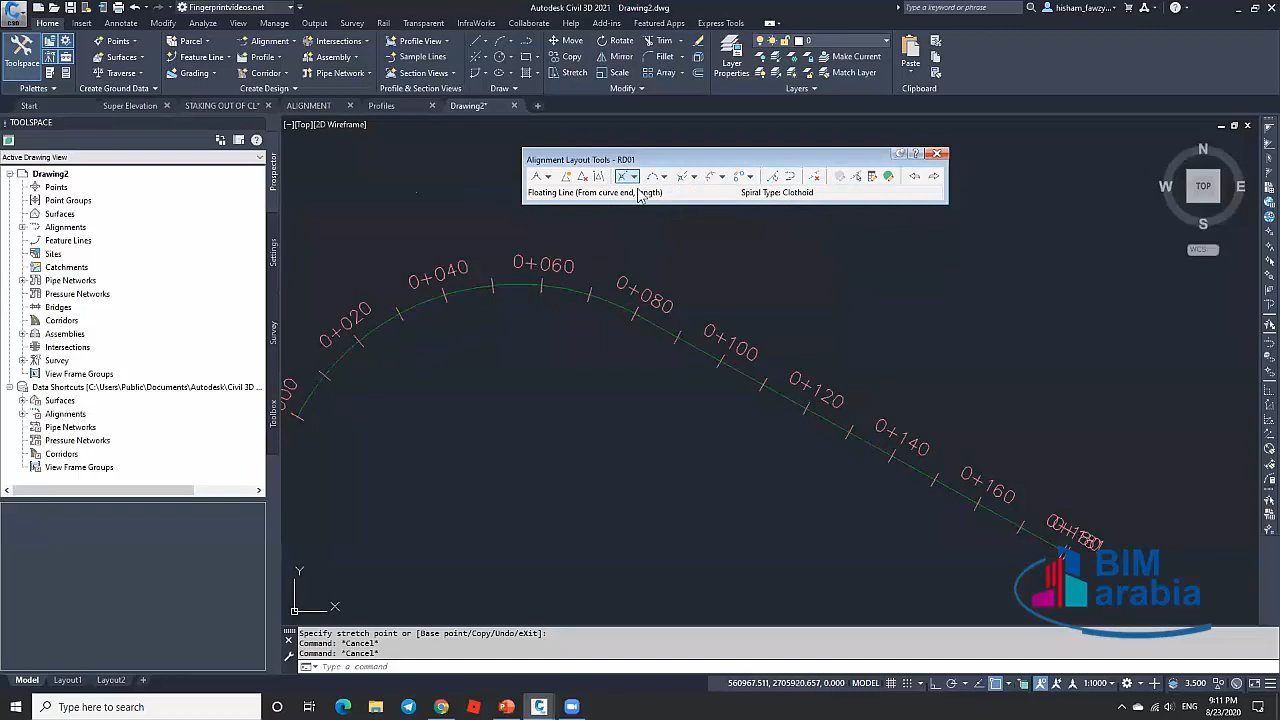 Fingerprintvideos.net
Autodesk Civil 3D 2021 Drawing2.dwg
Type a keyword or phrase
hisham_fawzy...
Home Insert Annotate Modify Analyze View Manage Output Survey Rail Transparent InfraWorks Collaborate Help Add-ins Featured Apps Express Tools
Toolspace
Points
Surfaces
Traverse
Parcel
Feature Line
Grading
Alignment
Profile
Corridor
Intersections
Assembly
Pipe Network
Profile View
Sample Lines
Section Views
Move
Copy
Stretch
Rotate
Mirror
Scale
Trim
Fillet
Array
Layer Properties
0
Make Current
Match Layer
Paste
Palettes Create Ground Data Create Design Profile & Section Views Draw Modify Layers Clipboard
Start Super Elevation STAKING OUT OF CL* ALIGNMENT Profiles Drawing2*
TOOLSPACE
[−][Top][2D Wireframe]
Active Drawing View
Drawing2
Points
Point Groups
Surfaces
Alignments
Feature Lines
Sites
Catchments
Pipe Networks
Pressure Networks
Bridges
Corridors
Assemblies
Intersections
Survey
View Frame Groups
Data Shortcuts [C:\Users\Public\Documents\Autodesk\Civil 3D ...
Surfaces
Alignments
Pipe Networks
Pressure Networks
Corridors
View Frame Groups
Prospector
Settings
Survey
Toolbox
Alignment Layout Tools - RD01
Floating Line (From curve end, length)
Spiral Type: Clothoid
N
W TOP E
S
WCS
0+020
0+040
0+060
0+080
0+100
0+120
0+140
0+160
BIM
arabia
Y
X
Specify stretch point or [Base point/Copy/Undo/eXit]:
Command: *Cancel*
Command: *Cancel*
Type a command
Model Layout1 Layout2
560967.511, 2705920.657, 0.000 MODEL 1:1000 3.500
Type here to search
9:11 PM
8/23/2020